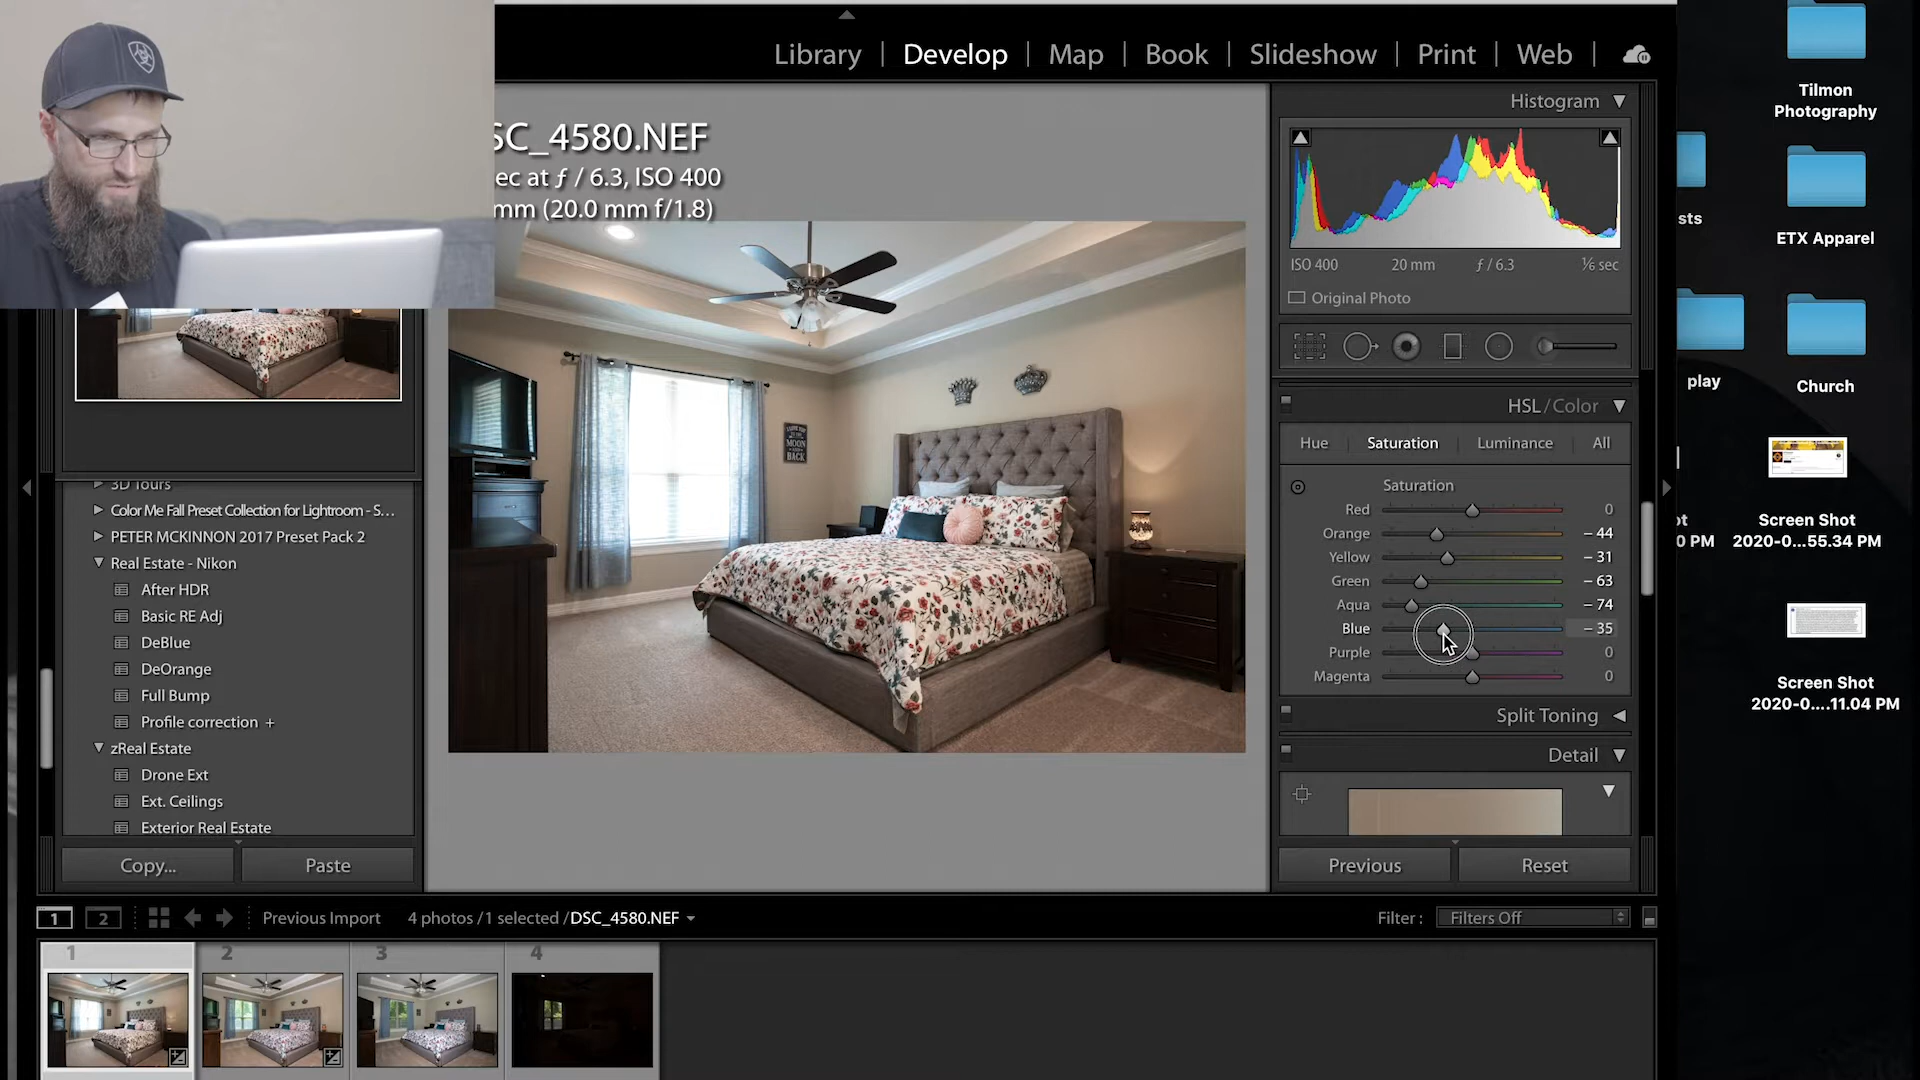 Library | Develop | Map | Book | Slideshow | Print | Web |
SC_4580.NEF
ec at ƒ / 6.3, ISO 400
mm (20.0 mm f/1.8)
3D Tours
Color Me Fall Preset Collection for Lightroom - S...
PETER MCKINNON 2017 Preset Pack 2
Real Estate - Nikon
After HDR
Basic RE Adj
DeBlue
DeOrange
Full Bump
Profile correction +
zReal Estate
Drone Ext
Ext. Ceilings
Exterior Real Estate
Copy...
Paste
MOON
BACK
Histogram
ISO 400 20 mm ƒ / 6.3 ⅙ sec
Original Photo
HSL / Color
Hue Saturation Luminance All
Saturation
Red 0
Orange – 44
Yellow – 31
Green – 63
Aqua – 74
Blue – 35
Purple 0
Magenta 0
Split Toning
Detail
Previous
Reset
1 2 Previous Import 4 photos / 1 selected / DSC_4580.NEF
Filter : Filters Off
1 2 3 4
Tilmon
Photography
sts
ETX Apparel
play
Church
ot
0 PM
Screen Shot
2020-0...55.34 PM
Screen Shot
2020-0....11.04 PM